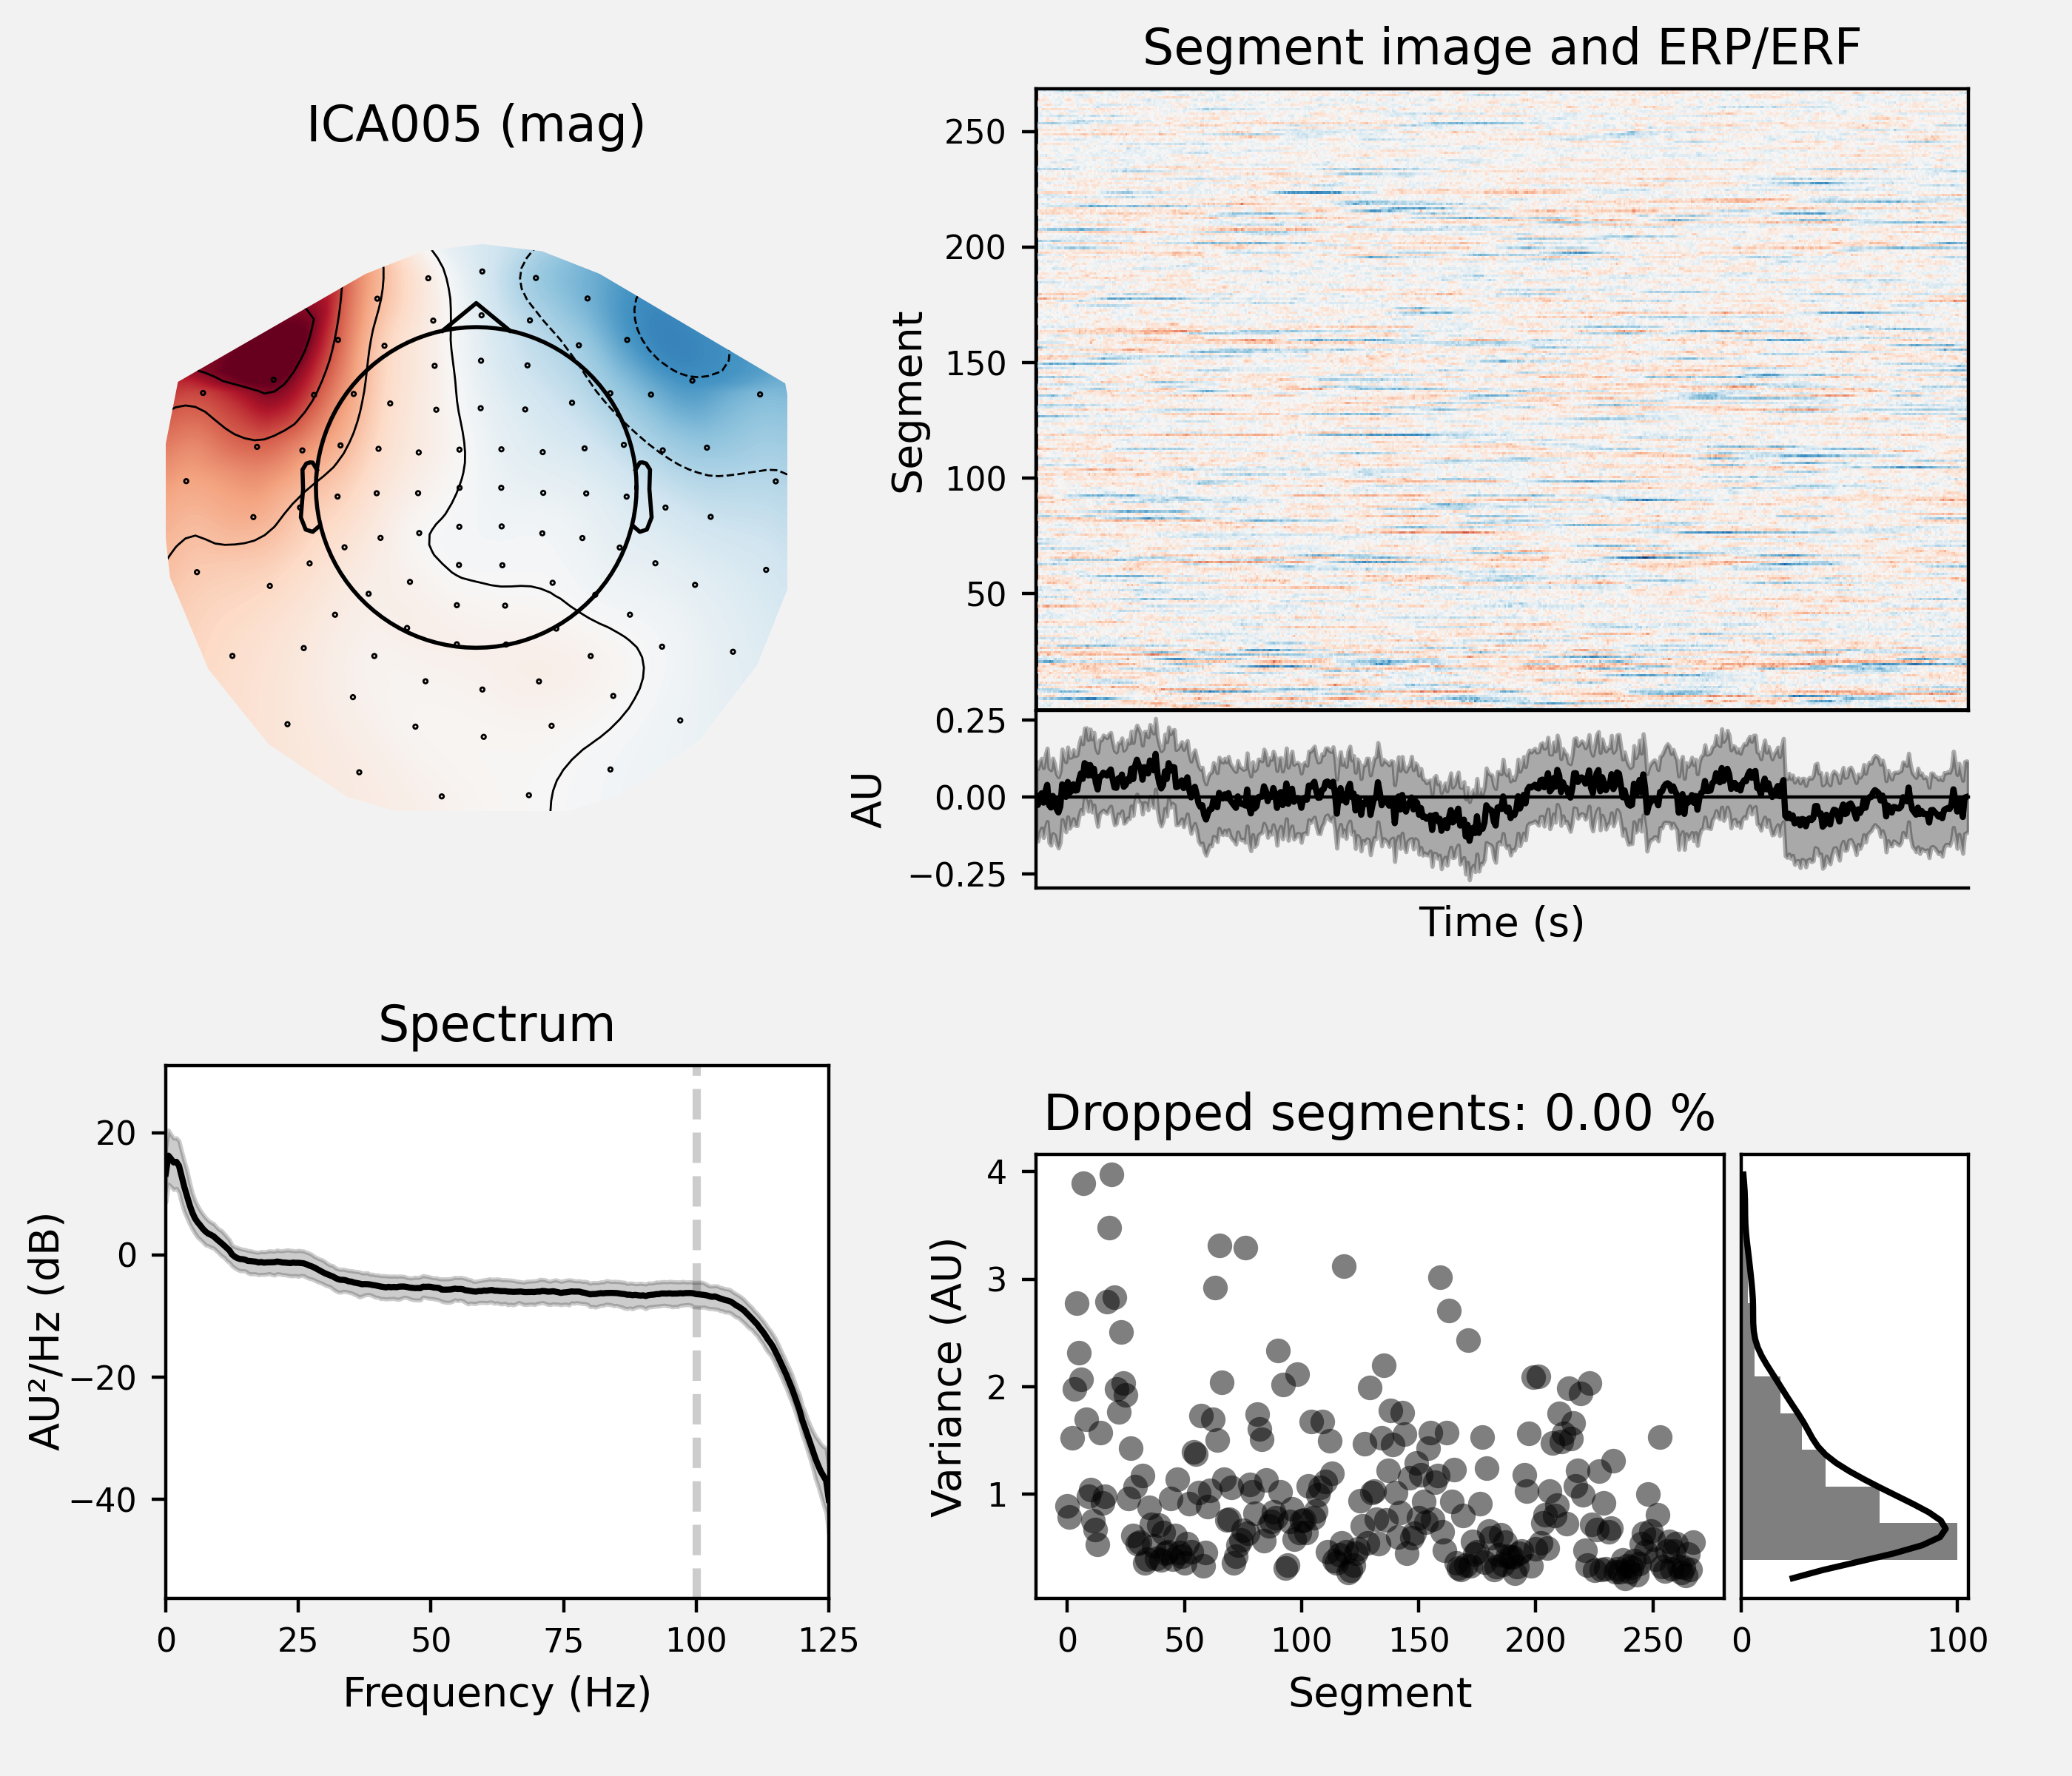 ICA005 (mag)
Segment image and ERP/ERF
Segment
250
200
150
100
50
AU
0.25
0.00
−0.25
Time (s)
Spectrum
AU²/Hz (dB)
20
0
−20
−40
0 25 50 75 100 125
Frequency (Hz)
Dropped segments: 0.00 %
Variance (AU)
4
3
2
1
0 50 100 150 200 250
Segment
0 100